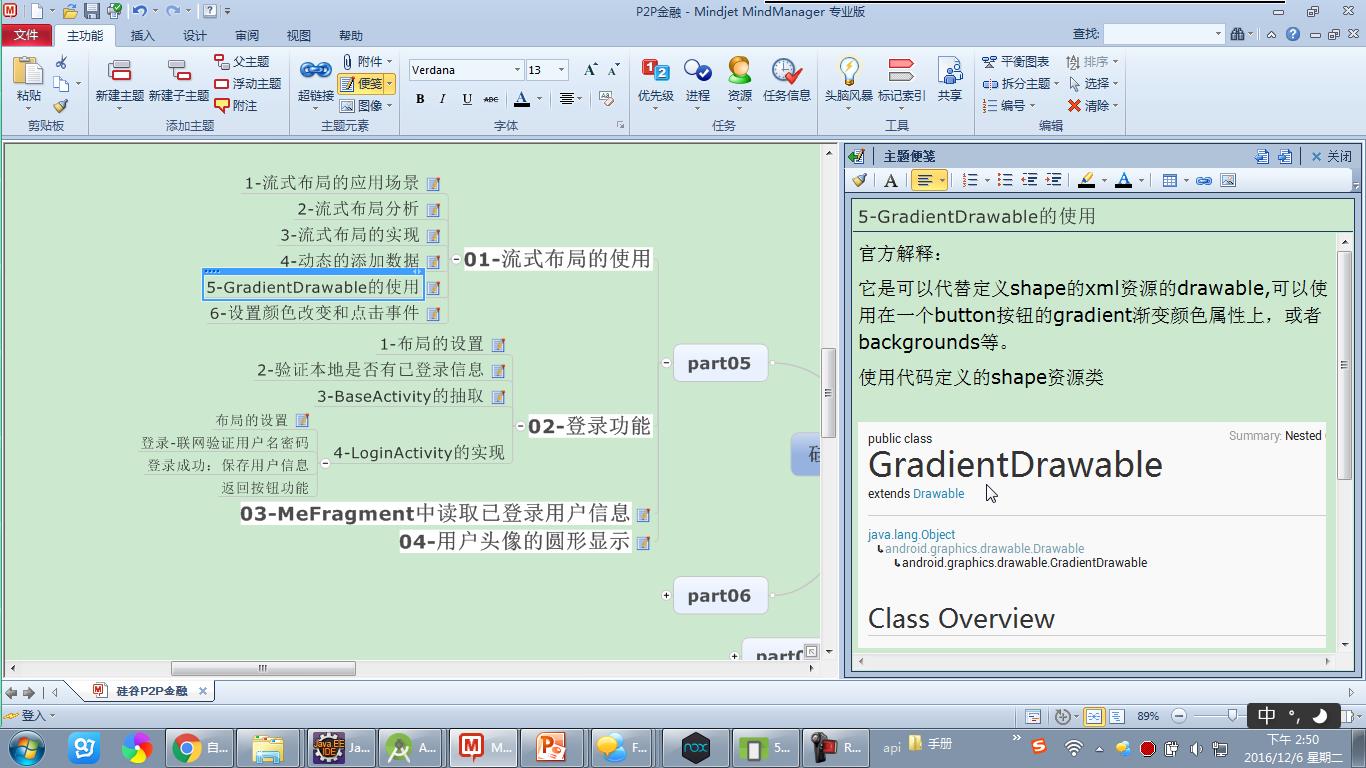 P2P金融 - Mindjet MindManager 专业版
文件 主功能 插入 设计 审阅 视图 帮助 查找:
粘贴 新建主题 新建子主题 父主题 浮动主题 附注 超链接 附件 便笺 图像 Verdana 13 B I U ABC A 优先级 进程 资源 任务信息 头脑风暴 标记索引 共享 平衡图表 拆分主题 编号 排序 选择 清除
剪贴板 添加主题 主题元素 字体 任务 工具 编辑
1-流式布局的应用场景
2-流式布局分析
3-流式布局的实现
4-动态的添加数据
5-GradientDrawable的使用
6-设置颜色改变和点击事件
01-流式布局的使用
1-布局的设置
2-验证本地是否有已登录信息
3-BaseActivity的抽取
4-LoginActivity的实现
布局的设置
登录-联网验证用户名密码
登录成功：保存用户信息
返回按钮功能
02-登录功能
03-MeFragment中读取已登录用户信息
04-用户头像的圆形显示
part05
part06
主题便笺 关闭
5-GradientDrawable的使用
官方解释：
它是可以代替定义shape的xml资源的drawable,可以使
用在一个button按钮的gradient渐变颜色属性上，或者
backgrounds等。
使用代码定义的shape资源类
public class Summary: Nested
GradientDrawable
extends Drawable
java.lang.Object
android.graphics.drawable.Drawable
android.graphics.drawable.GradientDrawable
Class Overview
硅谷P2P金融
登入 89% 中
自... Ja... A... M... P... F... nox 5... R... api 手册
下午 2:50
2016/12/6 星期二